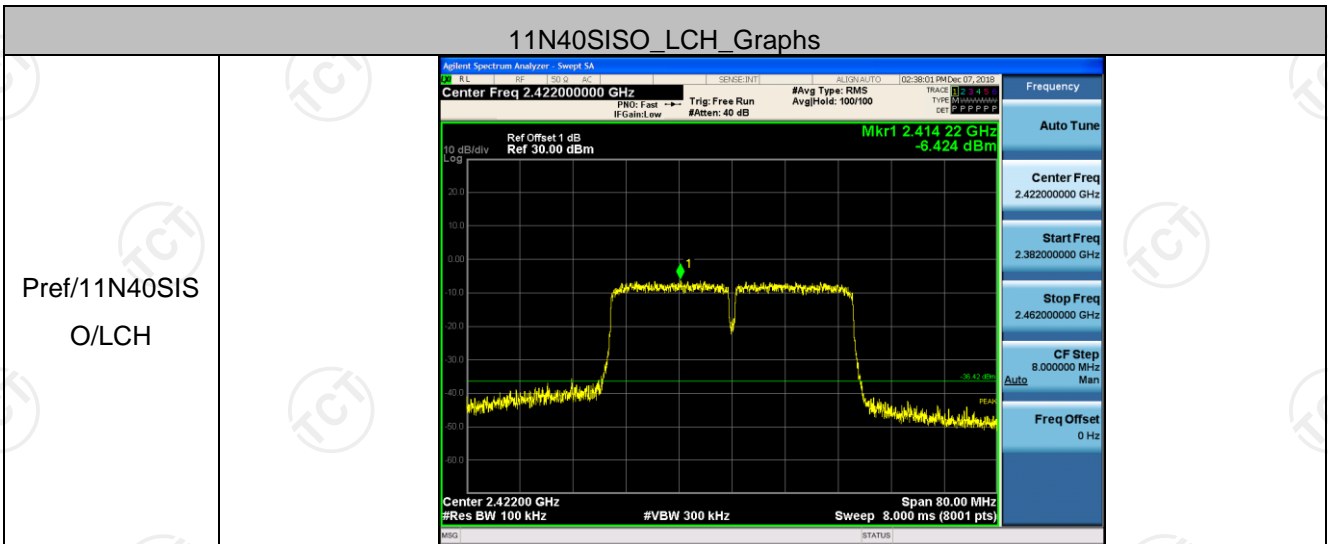 11N40SISO_LCH_Graphs
Pref/11N40SIS
O/LCH
Agilent Spectrum Analyzer - Swept SA
RL RF 50 Ω AC SENSE:INT ALIGN AUTO 02:38:01 PM Dec 07, 2018
Center Freq 2.422000000 GHz
PNO: Fast
IFGain:Low
Trig: Free Run
#Atten: 40 dB
#Avg Type: RMS
Avg|Hold: 100/100
TRACE 1 2 3 4 5 6
TYPE M
DET P P P P P P
Ref Offset 1 dB
10 dB/div Ref 30.00 dBm
Log
Mkr1 2.414 22 GHz
-6.424 dBm
20.0
10.0
0.00
-10.0
-20.0
-30.0
-40.0
-50.0
-60.0
1
-36.42 dBm
PEAK
Center 2.42200 GHz Span 80.00 MHz
#Res BW 100 kHz #VBW 300 kHz Sweep 8.000 ms (8001 pts)
MSG STATUS
Frequency
Auto Tune
Center Freq
2.422000000 GHz
Start Freq
2.382000000 GHz
Stop Freq
2.462000000 GHz
CF Step
8.000000 MHz
Auto Man
Freq Offset
0 Hz
TCT
TCT
TCT
TCT